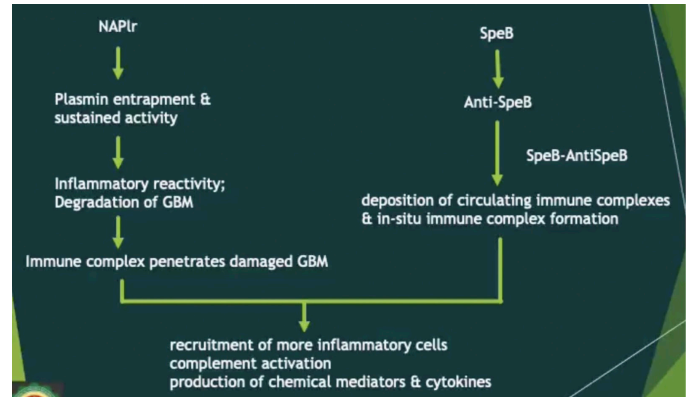 NAPlr
Plasmin entrapment &
sustained activity
Inflammatory reactivity;
Degradation of GBM
Immune complex penetrates damaged GBM
SpeB
Anti-SpeB
SpeB-AntiSpeB
deposition of circulating immune complexes
& in-situ immune complex formation
recruitment of more inflammatory cells
complement activation
production of chemical mediators & cytokines